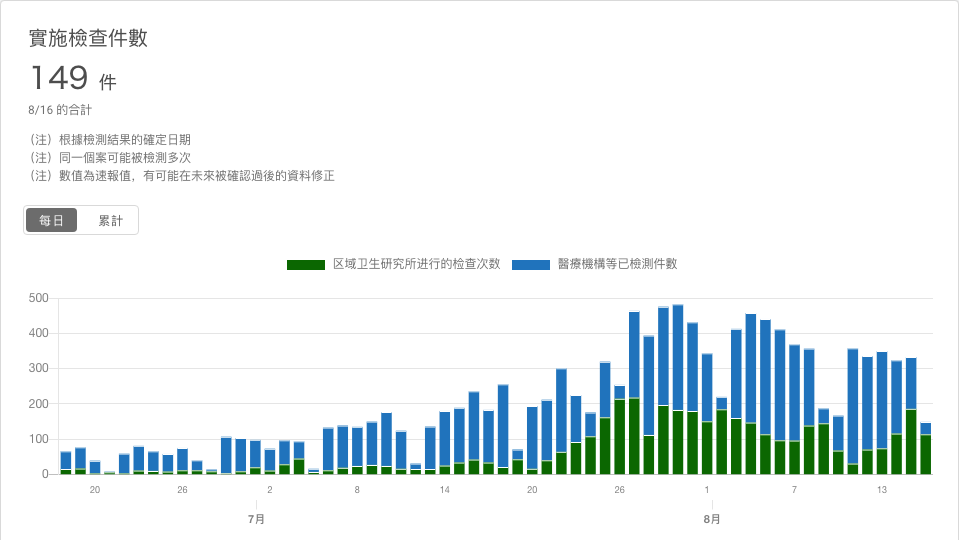 實施檢查件數
149 件
8/16 的合計
（注）根據檢測結果的確定日期
（注）同一個案可能被檢測多次
（注）數值為速報值，有可能在未來被確認過後的資料修正
每日 累計
区域卫生研究所进行的检查次数 醫療機構等已檢測件數
500
400
300
200
100
0
20 26 2 8 14 20 26 1 7 13
7月 8月